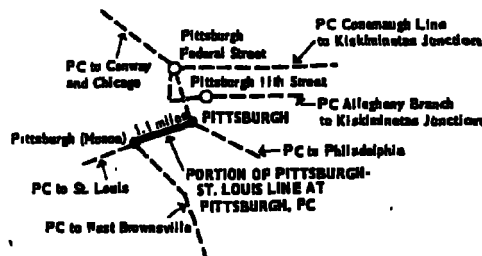 Pittsburgh
Federal Street
PC Conemaugh Line
to Kiskiminetas Junction
PC to Conway
and Chicago
Pittsburgh 11th Street
PC Allegheny Branch
to Kiskiminetas Junction
1.1 miles
PITTSBURGH
Pittsburgh (Monon)
PC to Philadelphia
PC to St. Louis
PORTION OF PITTSBURGH-
ST. LOUIS LINE AT
PITTSBURGH, PC
PC to West Brownsville